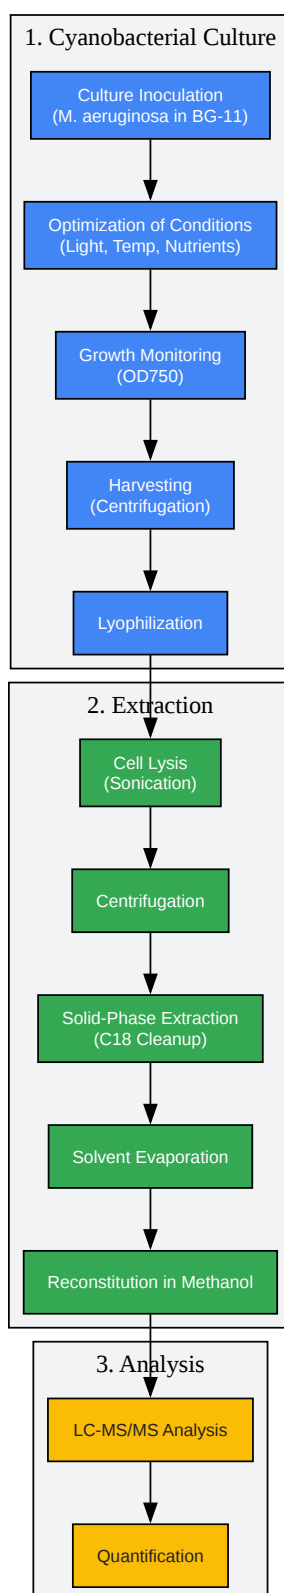 1. Cyanobacterial Culture
Culture Inoculation
(M. aeruginosa in BG-11)
Optimization of Conditions
(Light, Temp, Nutrients)
Growth Monitoring
(OD750)
Harvesting
(Centrifugation)
Lyophilization
2. Extraction
Cell Lysis
(Sonication)
Centrifugation
Solid-Phase Extraction
(C18 Cleanup)
Solvent Evaporation
Reconstitution in Methanol
3. Analysis
LC-MS/MS Analysis
Quantification